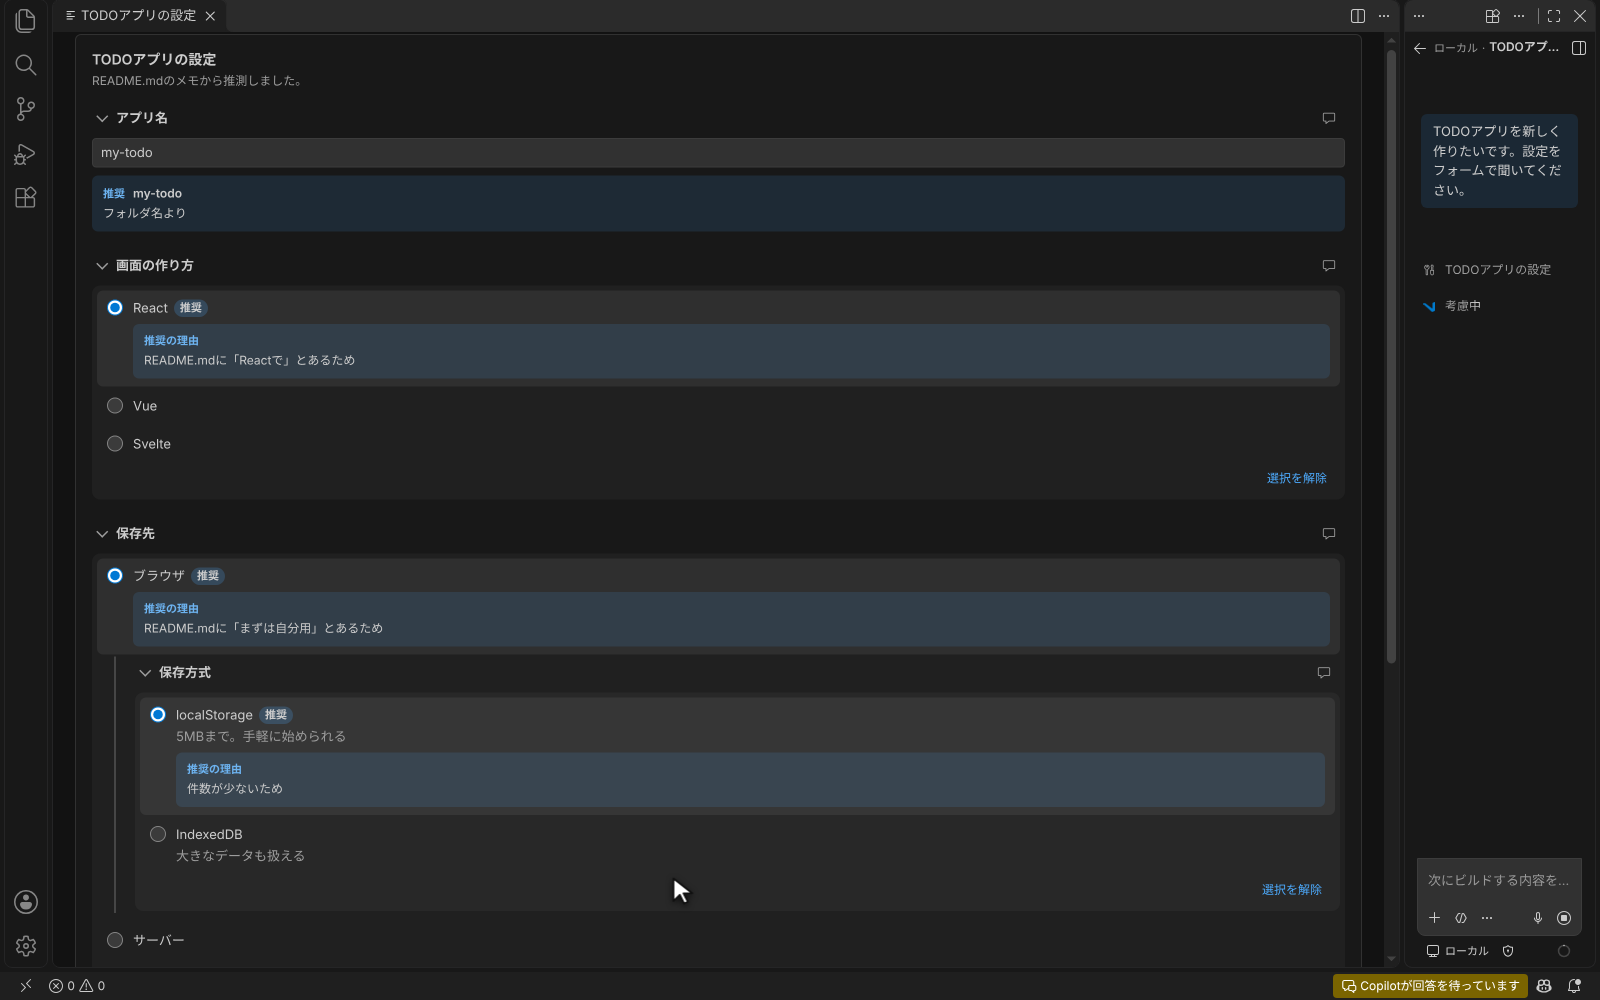 TODOアプリの設定
TODOアプリの設定
README.mdのメモから推測しました。
アプリ名
my-todo
推奨 my-todo
フォルダ名より
画面の作り方
React 推奨
推奨の理由
README.mdに「Reactで」とあるため
Vue
Svelte
選択を解除
保存先
ブラウザ 推奨
推奨の理由
README.mdに「まずは自分用」とあるため
保存方式
localStorage 推奨
5MBまで。手軽に始められる
推奨の理由
件数が少ないため
IndexedDB
大きなデータも扱える
選択を解除
サーバー
ローカル · TODOアプ...
TODOアプリを新しく
作りたいです。設定を
フォームで聞いてくだ
さい。
TODOアプリの設定
考慮中
次にビルドする内容を...
ローカル
0 0
Copilotが回答を待っています